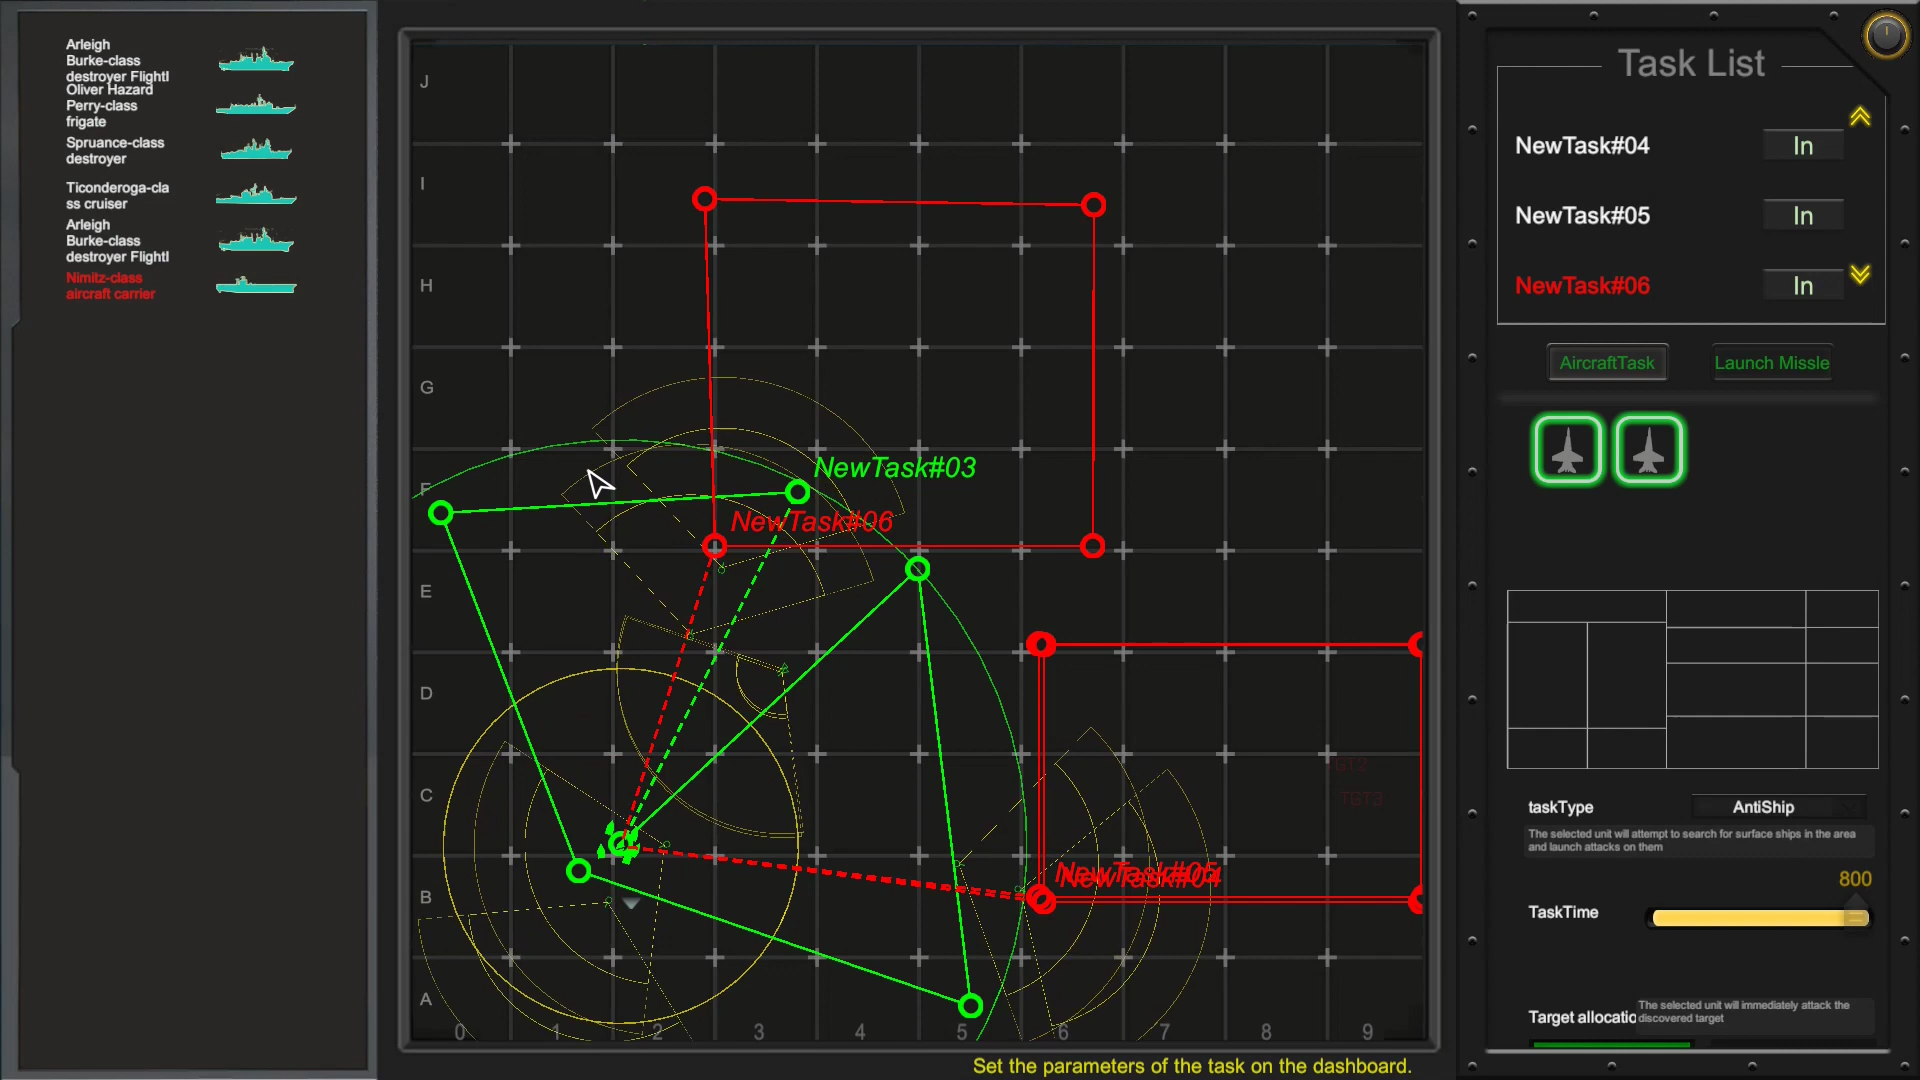 Arleigh
Burke-class
destroyer FlightI
Oliver Hazard
Perry-class
frigate
Spruance-class
destroyer
Ticonderoga-cla
ss cruiser
Arleigh
Burke-class
destroyer FlightI
Nimitz-class
aircraft carrier
J
I
H
G
F
E
D
C
B
A
0
1
2
3
4
5
6
7
8
9
NewTask#03
NewTask#06
TGT3
NewTask#05
NewTask#04
Set the parameters of the task on the dashboard.
Task List
NewTask#04 In
NewTask#05 In
NewTask#06 In
AircraftTask
Launch Missle
taskType
AntiShip
The selected unit will attempt to search for surface ships in the area
and launch attacks on them
800
TaskTime
Target allocatio
The selected unit will immediately attack the
discovered target